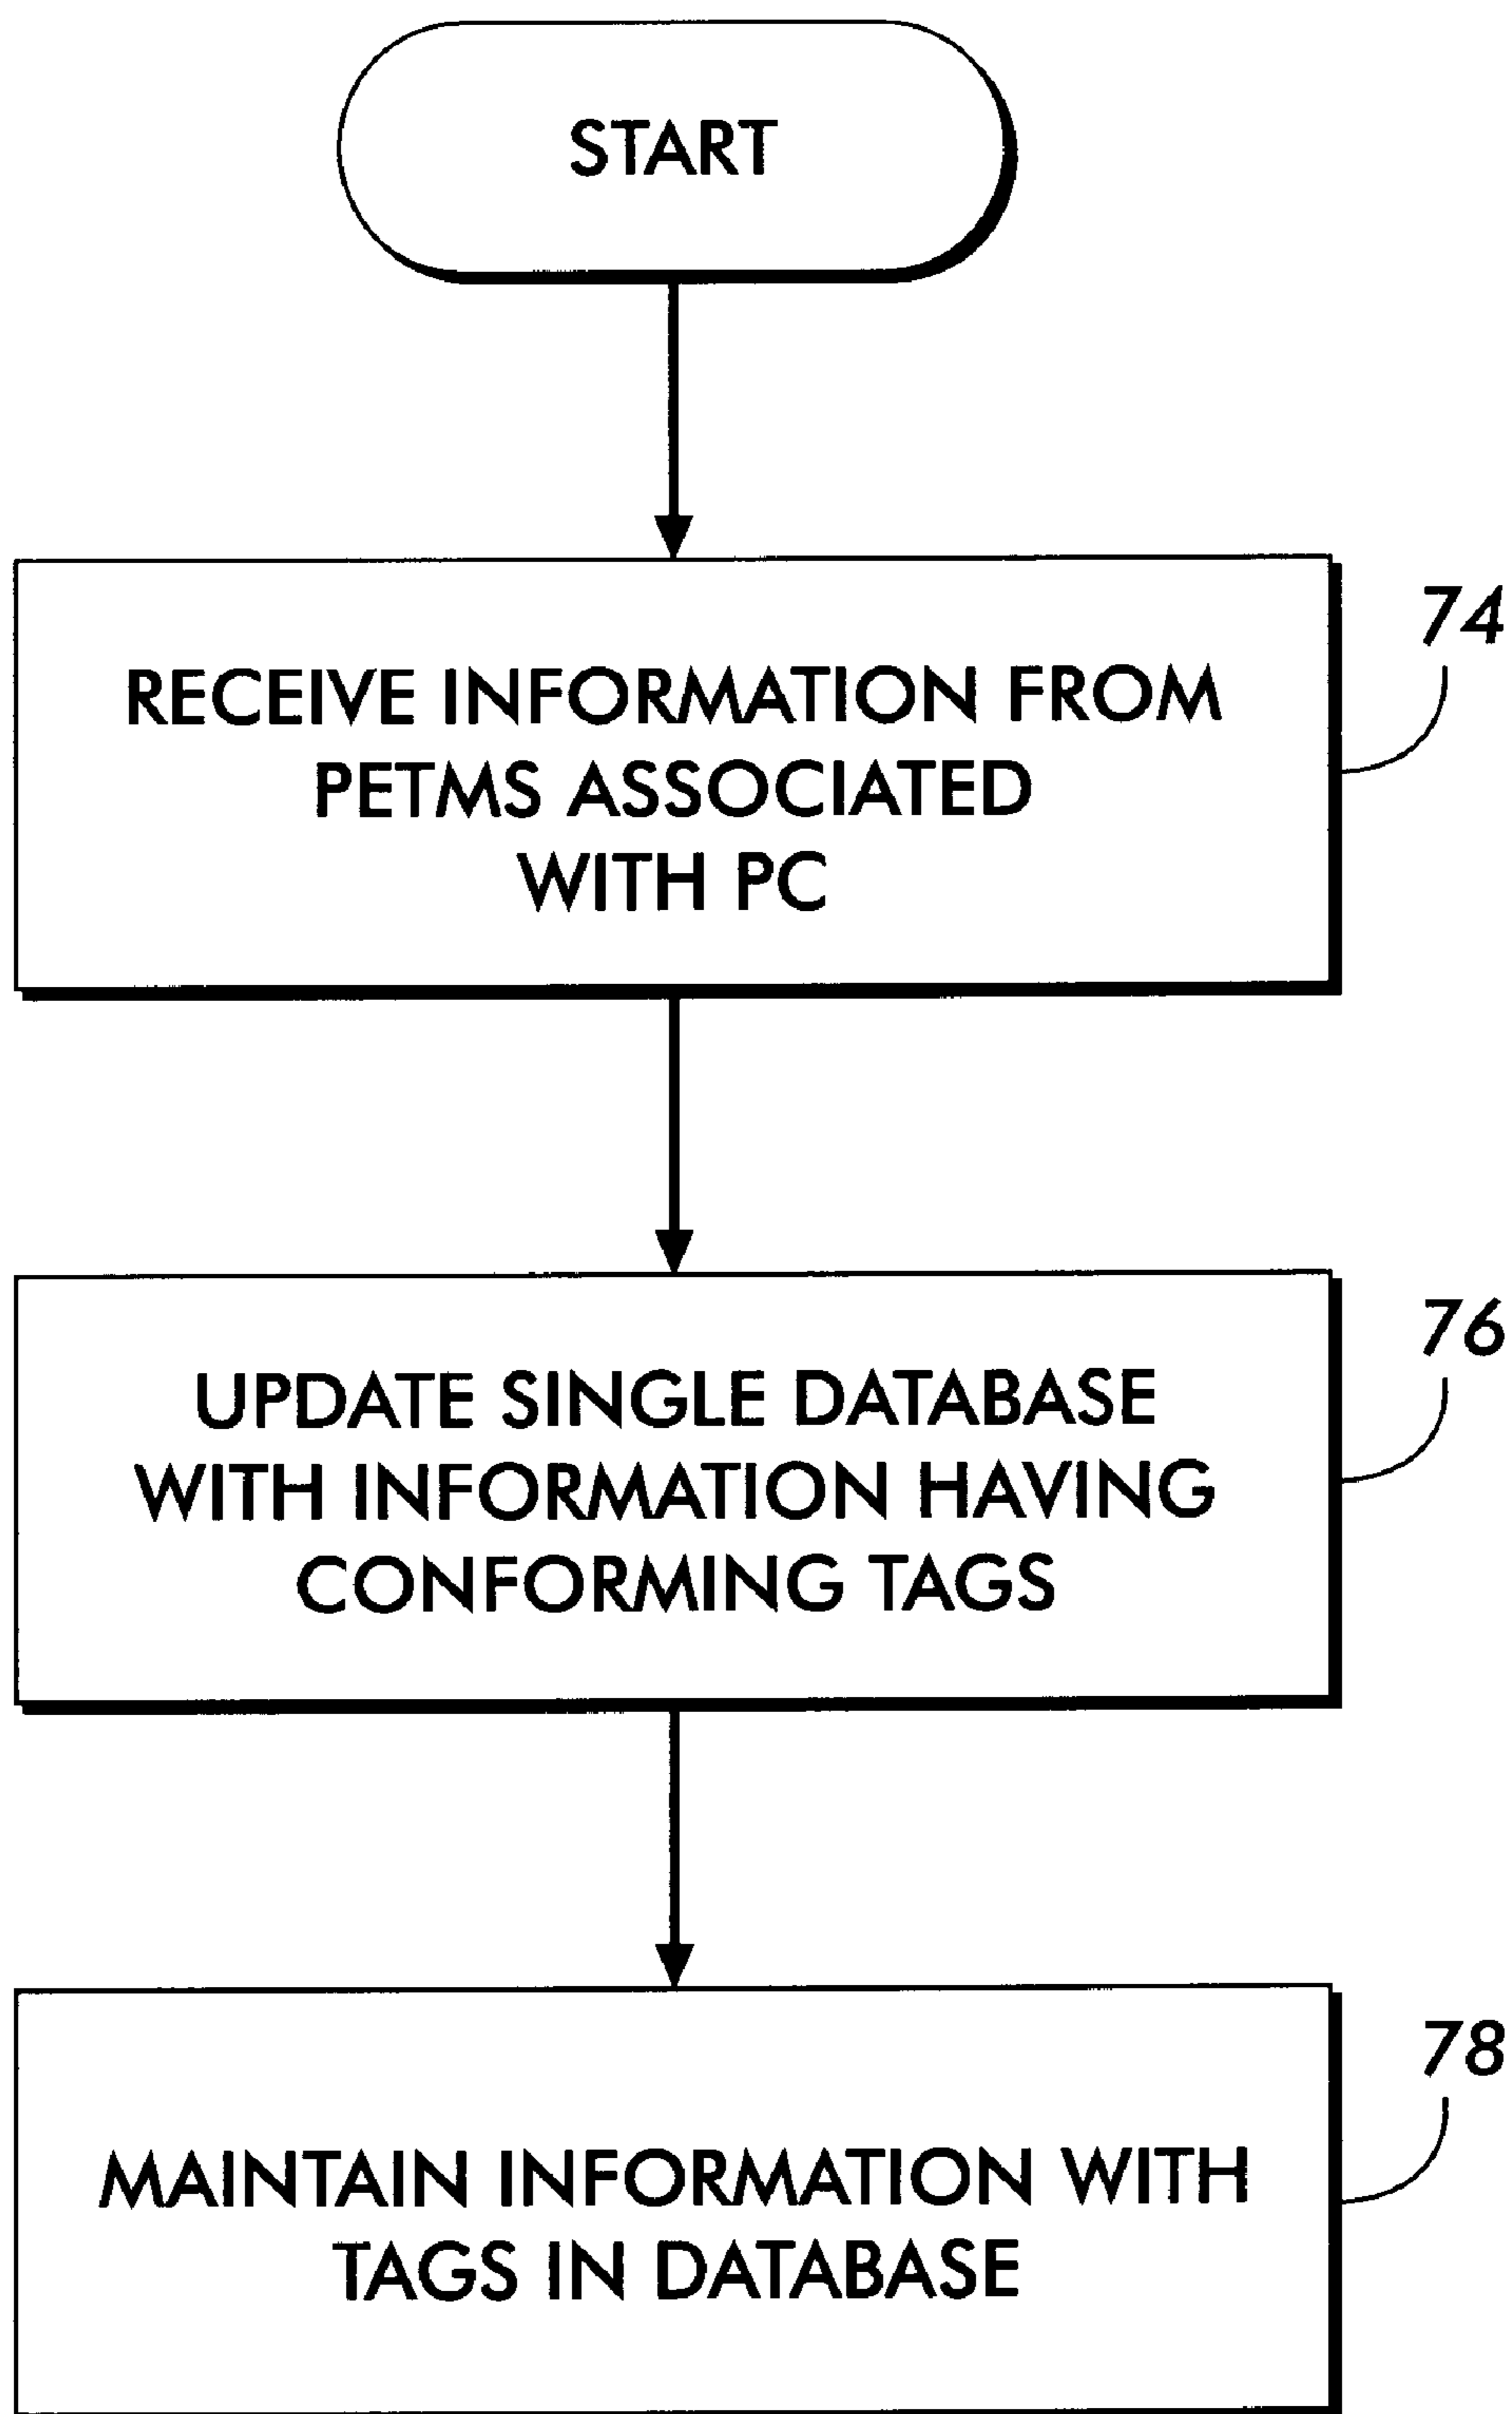 START
74
RECEIVE INFORMATION FROM
PETMS ASSOCIATED
WITH PC
76
UPDATE SINGLE DATABASE
WITH INFORMATION HAVING
CONFORMING TAGS
78
MAINTAIN INFORMATION WITH
TAGS IN DATABASE